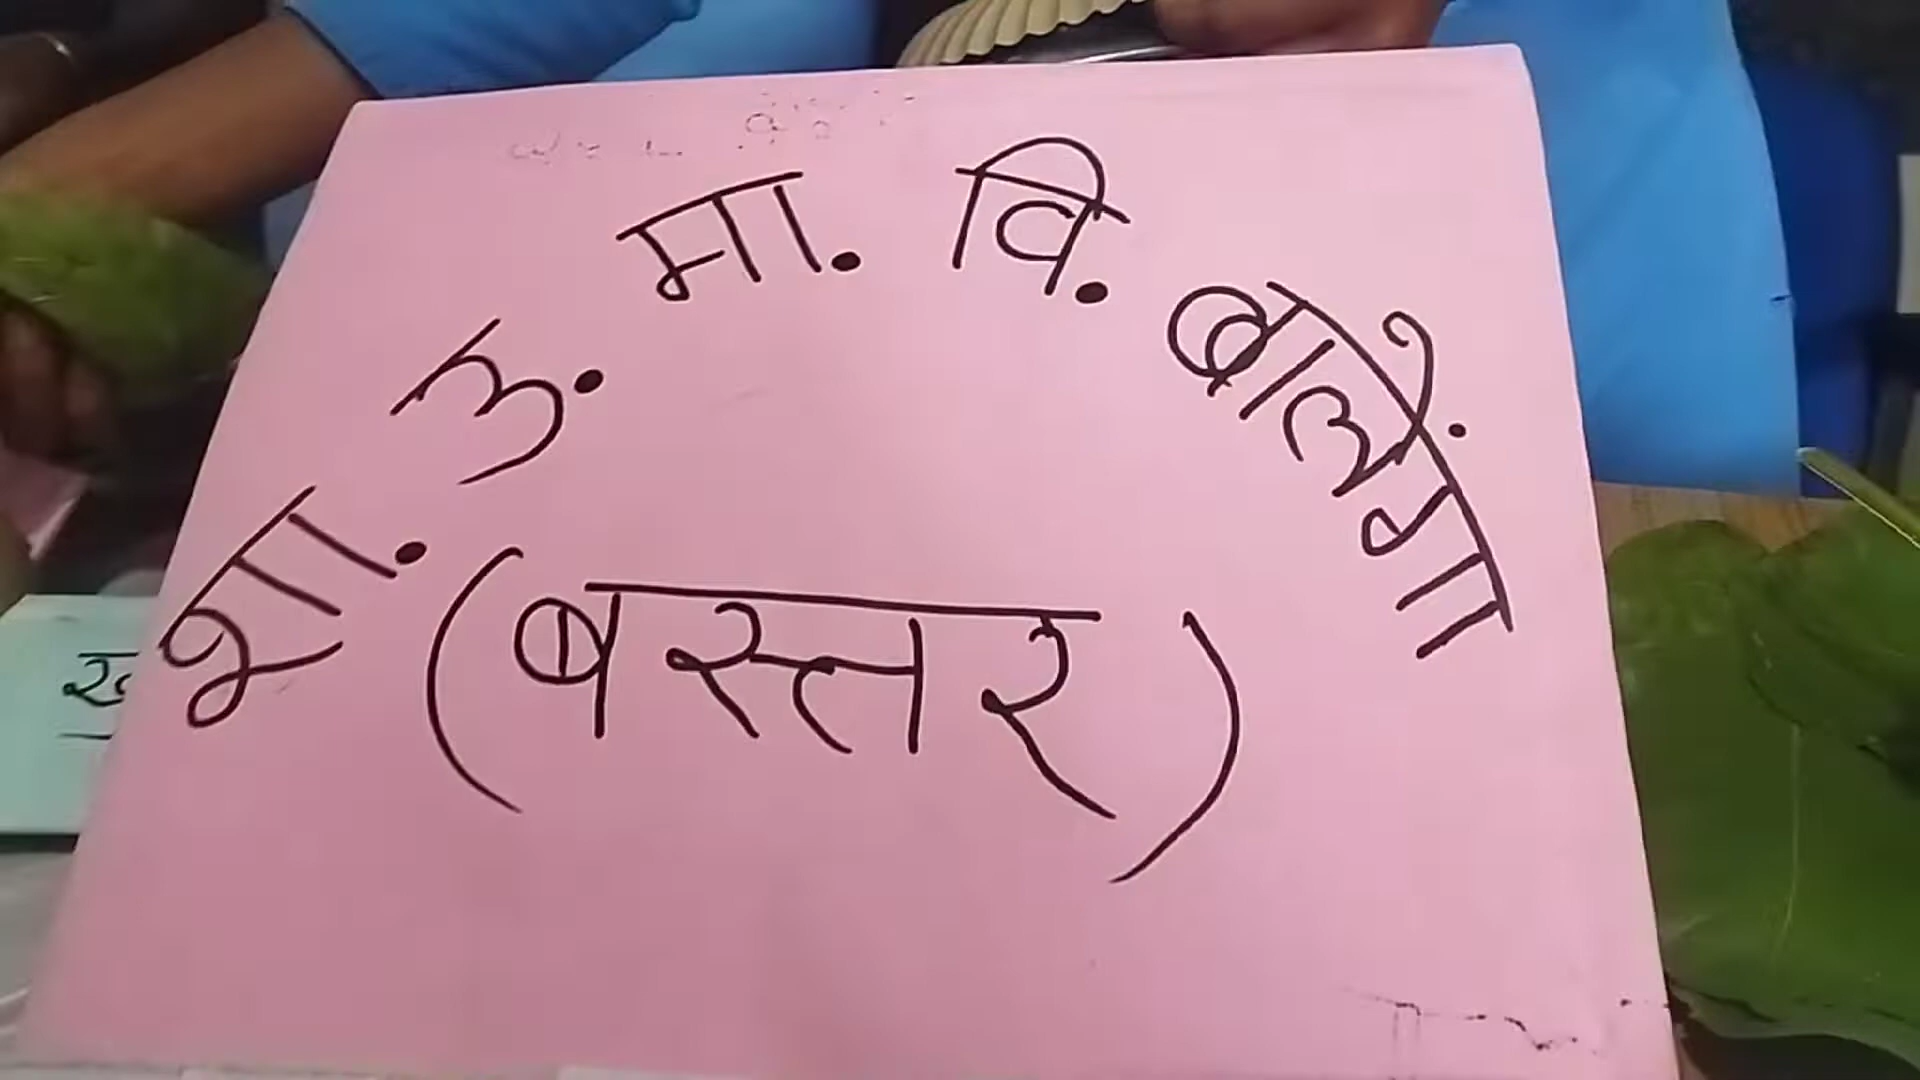 शा. उ. मा. वि. बालेंगा
(बस्तर)